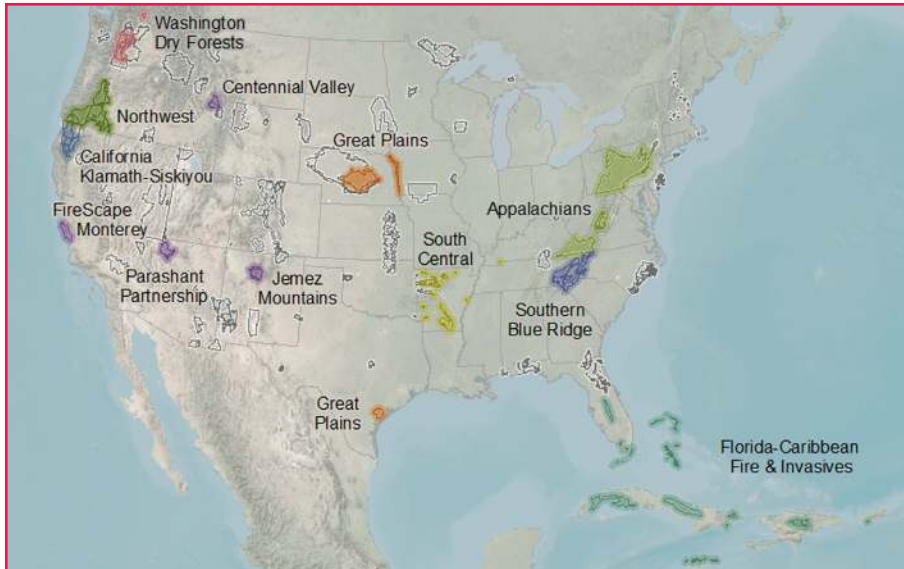 Washington
Dry Forests
Centennial Valley
Northwest
Great Plains
California
Klamath-Siskiyou
FireScape
Monterey
Appalachians
South
Central
Parashant
Partnership
Jemez
Mountains
Southern
Blue Ridge
Great
Plains
Florida-Caribbean
Fire & Invasives